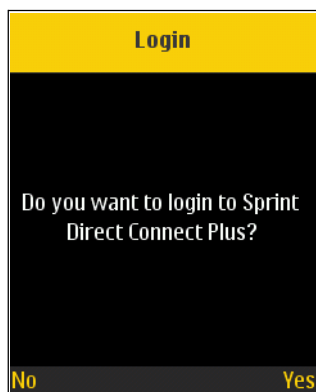 Login
Do you want to login to Sprint
Direct Connect Plus?
No
Yes